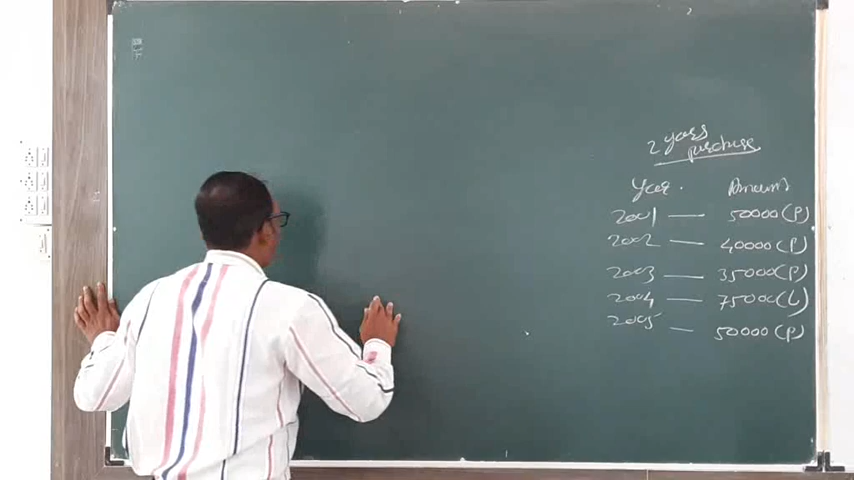 2 years
purchase
Year Amount
2001 — 50000 (P)
2002 — 40000 (P)
2003 — 35000 (P)
2004 — 75000 (L)
2005 — 50000 (P)